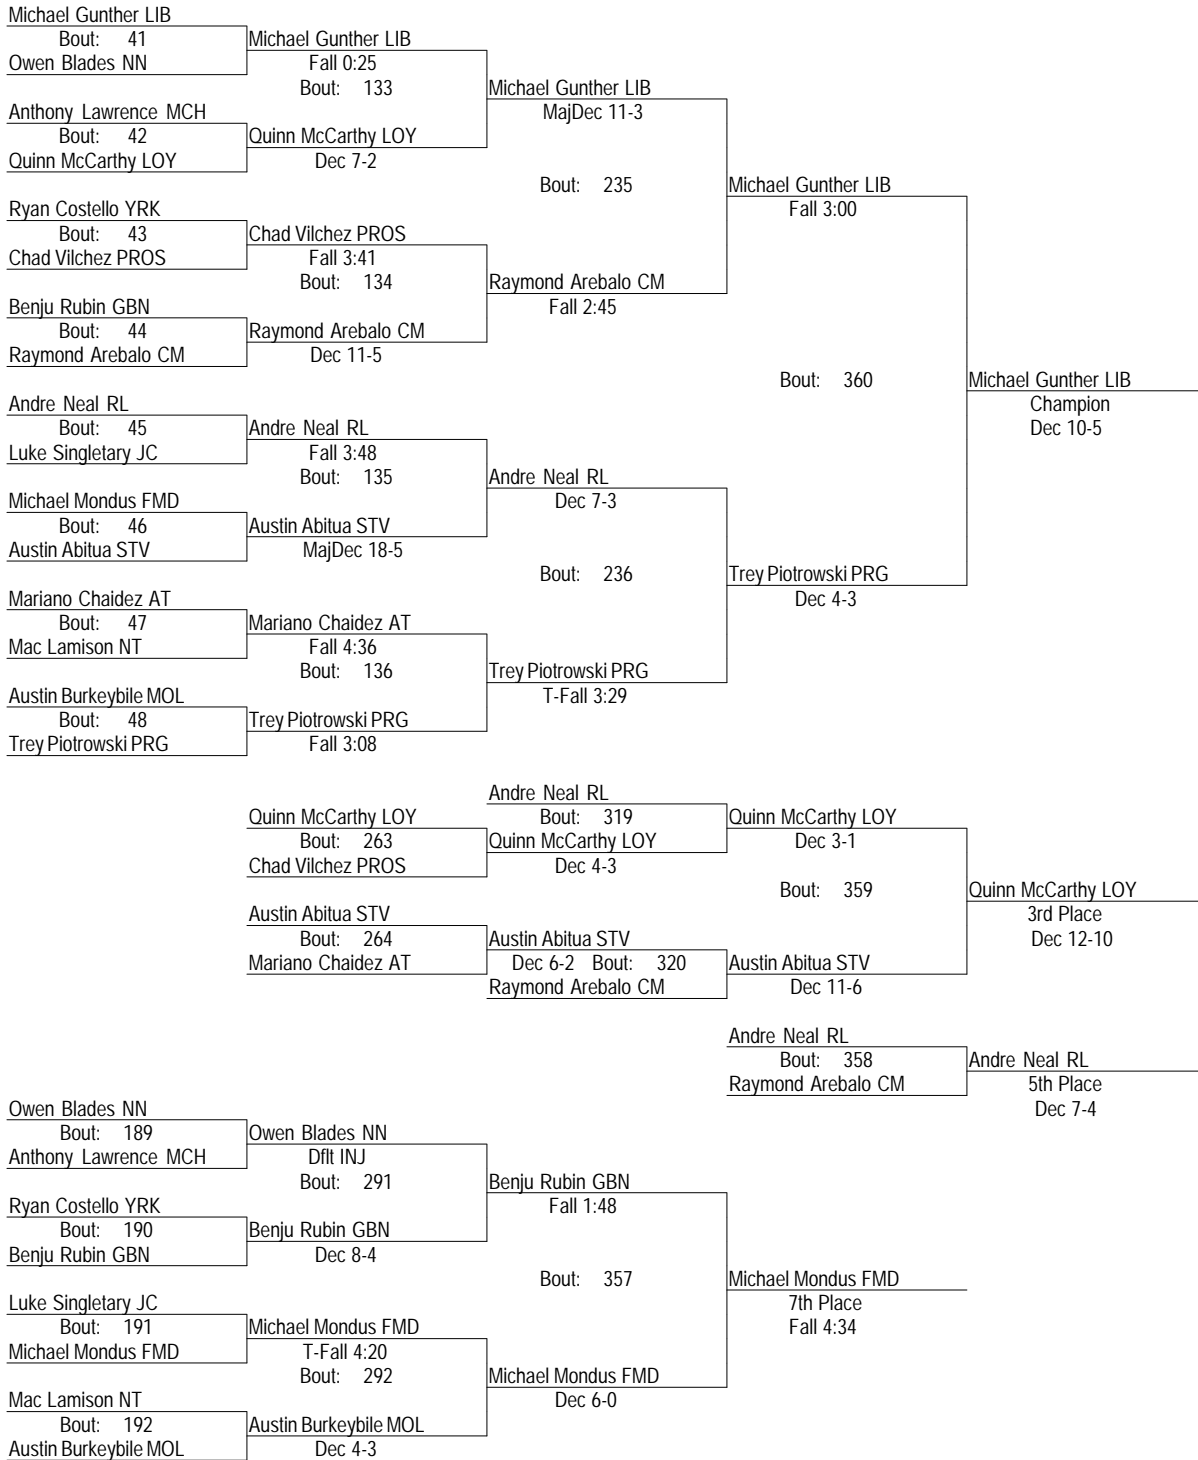 Michael Gunther LIB
Bout: 41
Michael Gunther LIB
Owen Blades NN
Fall 0:25
Bout: 133
Michael Gunther LIB
Anthony Lawrence MCH
MajDec 11-3
Bout: 42
Quinn McCarthy LOY
Quinn McCarthy LOY
Dec 7-2
Bout: 235
Michael Gunther LIB
Ryan Costello YRK
Fall 3:00
Bout: 43
Chad Vilchez PROS
Chad Vilchez PROS
Fall 3:41
Bout: 134
Raymond Arebalo CM
Benju Rubin GBN
Fall 2:45
Bout: 44
Raymond Arebalo CM
Raymond Arebalo CM
Dec 11-5
Bout: 360
Michael Gunther LIB
Andre Neal RL
Champion
Bout: 45
Andre Neal RL
Dec 10-5
Luke Singletary JC
Fall 3:48
Bout: 135
Andre Neal RL
Michael Mondus FMD
Dec 7-3
Bout: 46
Austin Abitua STV
Austin Abitua STV
MajDec 18-5
Bout: 236
Trey Piotrowski PRG
Mariano Chaidez AT
Dec 4-3
Bout: 47
Mariano Chaidez AT
Mac Lamison NT
Fall 4:36
Bout: 136
Trey Piotrowski PRG
Austin Burkeybile MOL
T-Fall 3:29
Bout: 48
Trey Piotrowski PRG
Trey Piotrowski PRG
Fall 3:08
Andre Neal RL
Quinn McCarthy LOY
Bout: 319
Quinn McCarthy LOY
Bout: 263
Quinn McCarthy LOY
Dec 3-1
Chad Vilchez PROS
Dec 4-3
Bout: 359
Quinn McCarthy LOY
Austin Abitua STV
3rd Place
Bout: 264
Austin Abitua STV
Dec 12-10
Mariano Chaidez AT
Dec 6-2 Bout: 320
Austin Abitua STV
Raymond Arebalo CM
Dec 11-6
Andre Neal RL
Bout: 358
Andre Neal RL
Raymond Arebalo CM
5th Place
Dec 7-4
Owen Blades NN
Bout: 189
Owen Blades NN
Anthony Lawrence MCH
Dflt INJ
Bout: 291
Benju Rubin GBN
Ryan Costello YRK
Fall 1:48
Bout: 190
Benju Rubin GBN
Benju Rubin GBN
Dec 8-4
Bout: 357
Michael Mondus FMD
Luke Singletary JC
7th Place
Bout: 191
Michael Mondus FMD
Fall 4:34
Michael Mondus FMD
T-Fall 4:20
Bout: 292
Michael Mondus FMD
Mac Lamison NT
Dec 6-0
Bout: 192
Austin Burkeybile MOL
Austin Burkeybile MOL
Dec 4-3